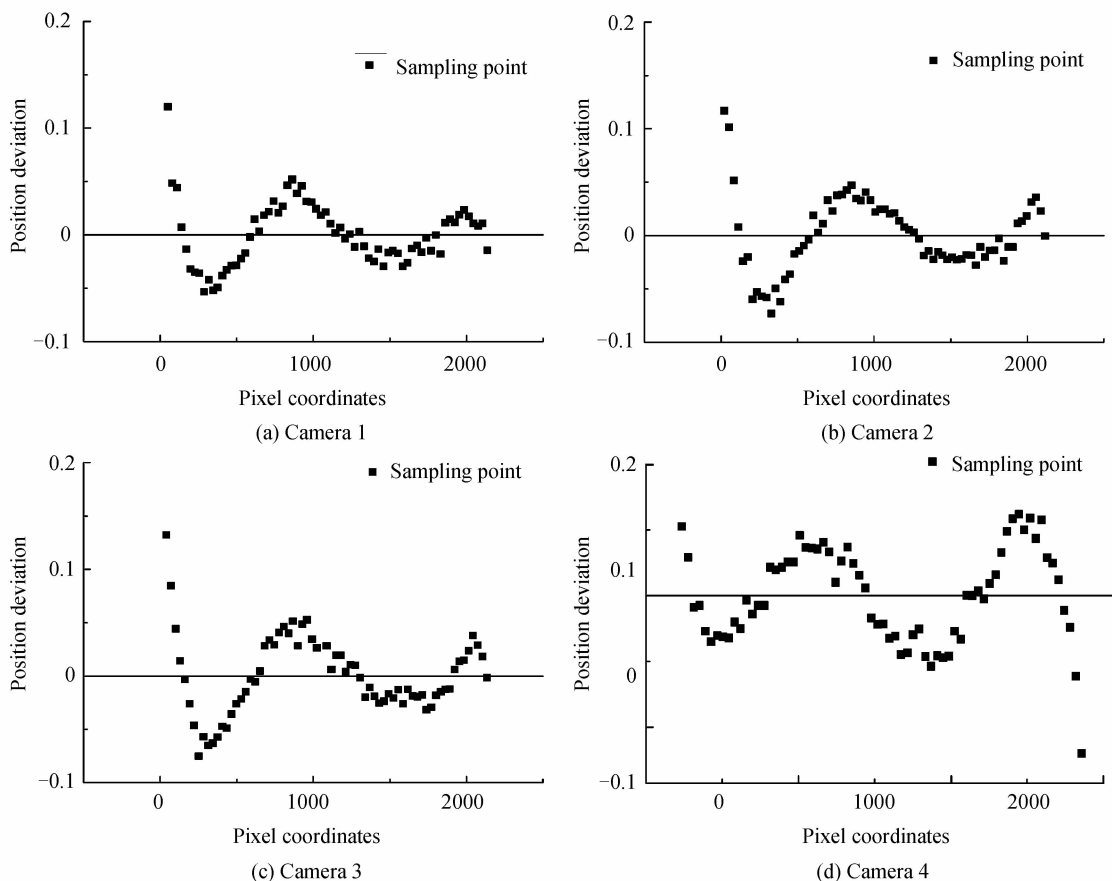 0.2
Sampling point
0.1
Position deviation
0
−0.1
0
1000
2000
Pixel coordinates
(a) Camera 1
0.2
Sampling point
0.1
Position deviation
0
−0.1
0
1000
2000
Pixel coordinates
(b) Camera 2
0.2
Sampling point
0.1
Position deviation
0
−0.1
0
1000
2000
Pixel coordinates
(c) Camera 3
0.2
Sampling point
0.1
Position deviation
0
−0.1
0
1000
2000
Pixel coordinates
(d) Camera 4